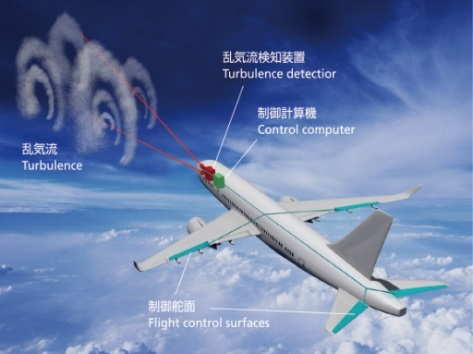 乱気流検知装置
Turbulence detectior
制御計算機
Control computer
乱気流
Turbulence
制御舵面
Flight control surfaces